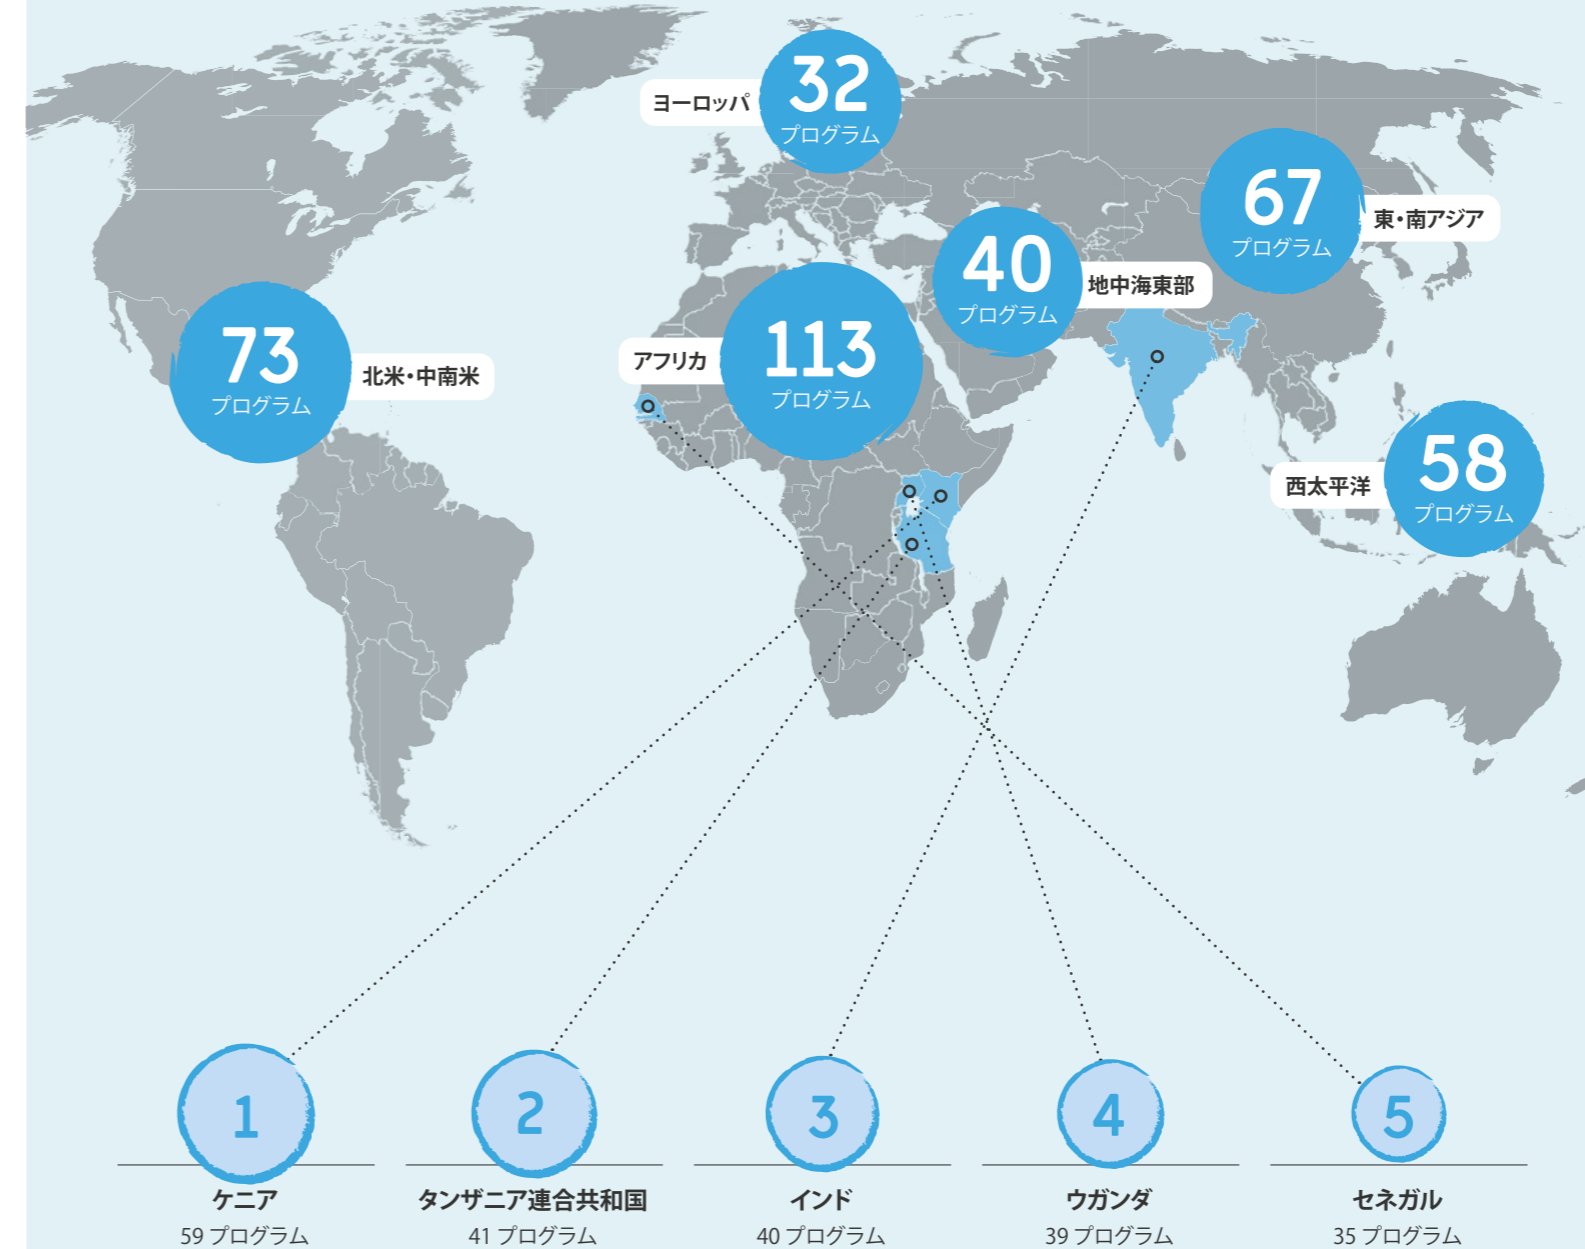 ヨーロッパ
32
プログラム
67
プログラム
東・南アジア
40
プログラム
地中海東部
73
プログラム
北米・中南米
アフリカ
113
プログラム
西太平洋
58
プログラム
1
ケニア
59 プログラム
2
タンザニア連合共和国
41 プログラム
3
インド
40 プログラム
4
ウガンダ
39 プログラム
5
セネガル
35 プログラム